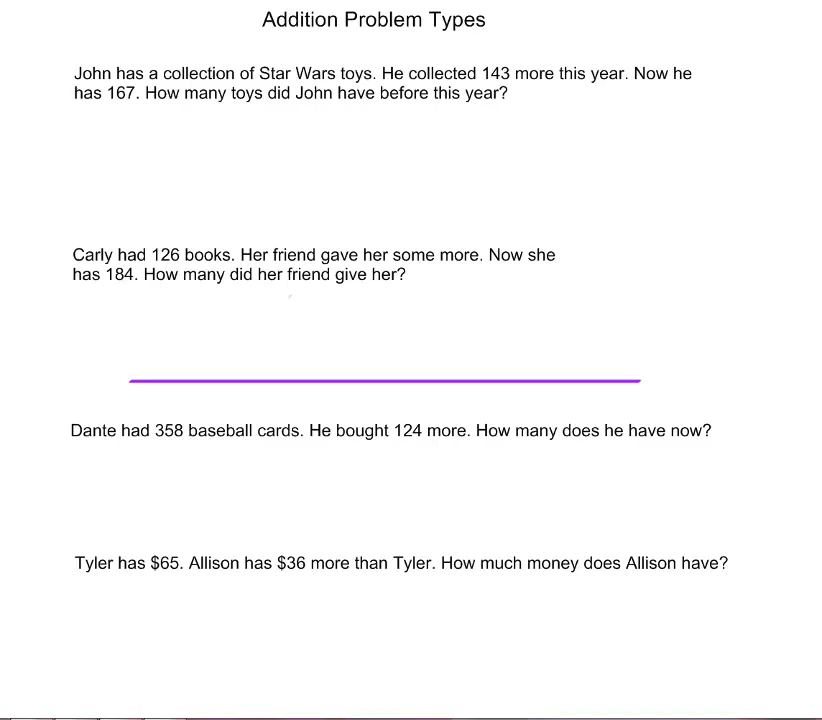 Addition Problem Types
John has a collection of Star Wars toys. He collected 143 more this year. Now he
has 167. How many toys did John have before this year?
Carly had 126 books. Her friend gave her some more. Now she
has 184. How many did her friend give her?
Dante had 358 baseball cards. He bought 124 more. How many does he have now?
Tyler has $65. Allison has $36 more than Tyler. How much money does Allison have?